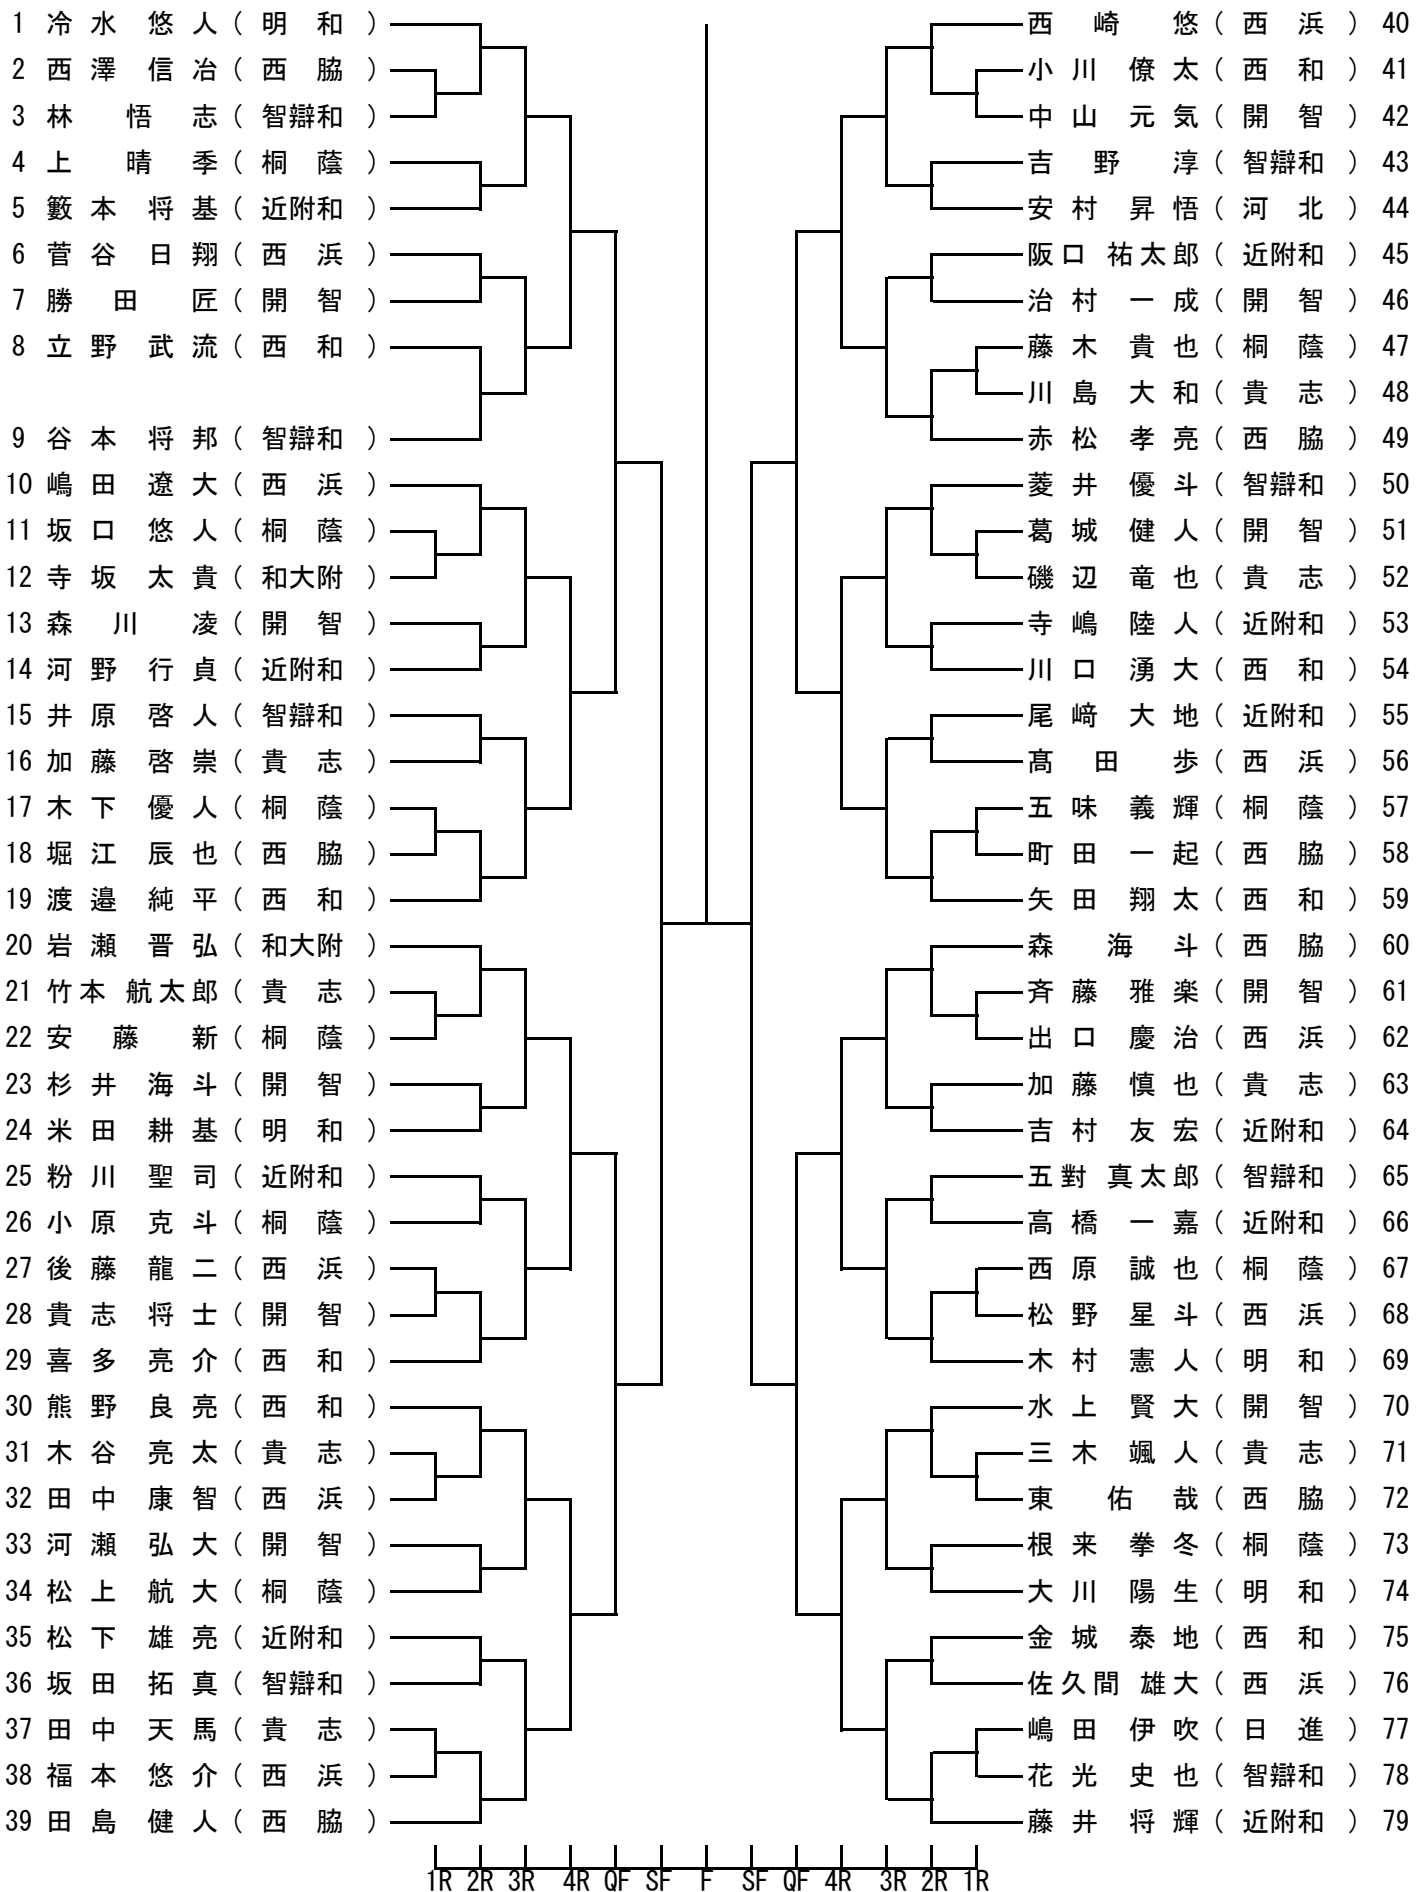 1 冷水 悠人 ( 明和 )
2 西澤 信治 ( 西脇 )
3 林 悟志 ( 智辯和 )
4 上 晴季 ( 桐蔭 )
5 籔本 将基 ( 近附和 )
6 菅谷 日翔 ( 西浜 )
7 勝田 匠 ( 開智 )
8 立野 武流 ( 西和 )
9 谷本 将邦 ( 智辯和 )
10 嶋田 遼大 ( 西浜 )
11 坂口 悠人 ( 桐蔭 )
12 寺坂 太貴 ( 和大附 )
13 森川 凌 ( 開智 )
14 河野 行貞 ( 近附和 )
15 井原 啓人 ( 智辯和 )
16 加藤 啓崇 ( 貴志 )
17 木下 優人 ( 桐蔭 )
18 堀江 辰也 ( 西脇 )
19 渡邉 純平 ( 西和 )
20 岩瀬 晋弘 ( 和大附 )
21 竹本 航太郎 ( 貴志 )
22 安藤 新 ( 桐蔭 )
23 杉井 海斗 ( 開智 )
24 米田 耕基 ( 明和 )
25 粉川 聖司 ( 近附和 )
26 小原 克斗 ( 桐蔭 )
27 後藤 龍二 ( 西浜 )
28 貴志 将士 ( 開智 )
29 喜多 亮介 ( 西和 )
30 熊野 良亮 ( 西和 )
31 木谷 亮太 ( 貴志 )
32 田中 康智 ( 西浜 )
33 河瀬 弘大 ( 開智 )
34 松上 航大 ( 桐蔭 )
35 松下 雄亮 ( 近附和 )
36 坂田 拓真 ( 智辯和 )
37 田中 天馬 ( 貴志 )
38 福本 悠介 ( 西浜 )
39 田島 健人 ( 西脇 )
西崎 悠 ( 西浜 ) 40
小川 僚太 ( 西和 ) 41
中山 元気 ( 開智 ) 42
吉野 淳 ( 智辯和 ) 43
安村 昇悟 ( 河北 ) 44
阪口 祐太郎 ( 近附和 ) 45
治村 一成 ( 開智 ) 46
藤木 貴也 ( 桐蔭 ) 47
川島 大和 ( 貴志 ) 48
赤松 孝亮 ( 西脇 ) 49
菱井 優斗 ( 智辯和 ) 50
葛城 健人 ( 開智 ) 51
磯辺 竜也 ( 貴志 ) 52
寺嶋 陸人 ( 近附和 ) 53
川口 湧大 ( 西和 ) 54
尾﨑 大地 ( 近附和 ) 55
髙田 歩 ( 西浜 ) 56
五味 義輝 ( 桐蔭 ) 57
町田 一起 ( 西脇 ) 58
矢田 翔太 ( 西和 ) 59
森 海斗 ( 西脇 ) 60
斉藤 雅楽 ( 開智 ) 61
出口 慶治 ( 西浜 ) 62
加藤 慎也 ( 貴志 ) 63
吉村 友宏 ( 近附和 ) 64
五對 真太郎 ( 智辯和 ) 65
高橋 一嘉 ( 近附和 ) 66
西原 誠也 ( 桐蔭 ) 67
松野 星斗 ( 西浜 ) 68
木村 憲人 ( 明和 ) 69
水上 賢大 ( 開智 ) 70
三木 颯人 ( 貴志 ) 71
東 佑哉 ( 西脇 ) 72
根来 拳冬 ( 桐蔭 ) 73
大川 陽生 ( 明和 ) 74
金城 泰地 ( 西和 ) 75
佐久間 雄大 ( 西浜 ) 76
嶋田 伊吹 ( 日進 ) 77
花光 史也 ( 智辯和 ) 78
藤井 将輝 ( 近附和 ) 79
1R 2R 3R 4R QF SF F SF QF 4R 3R 2R 1R